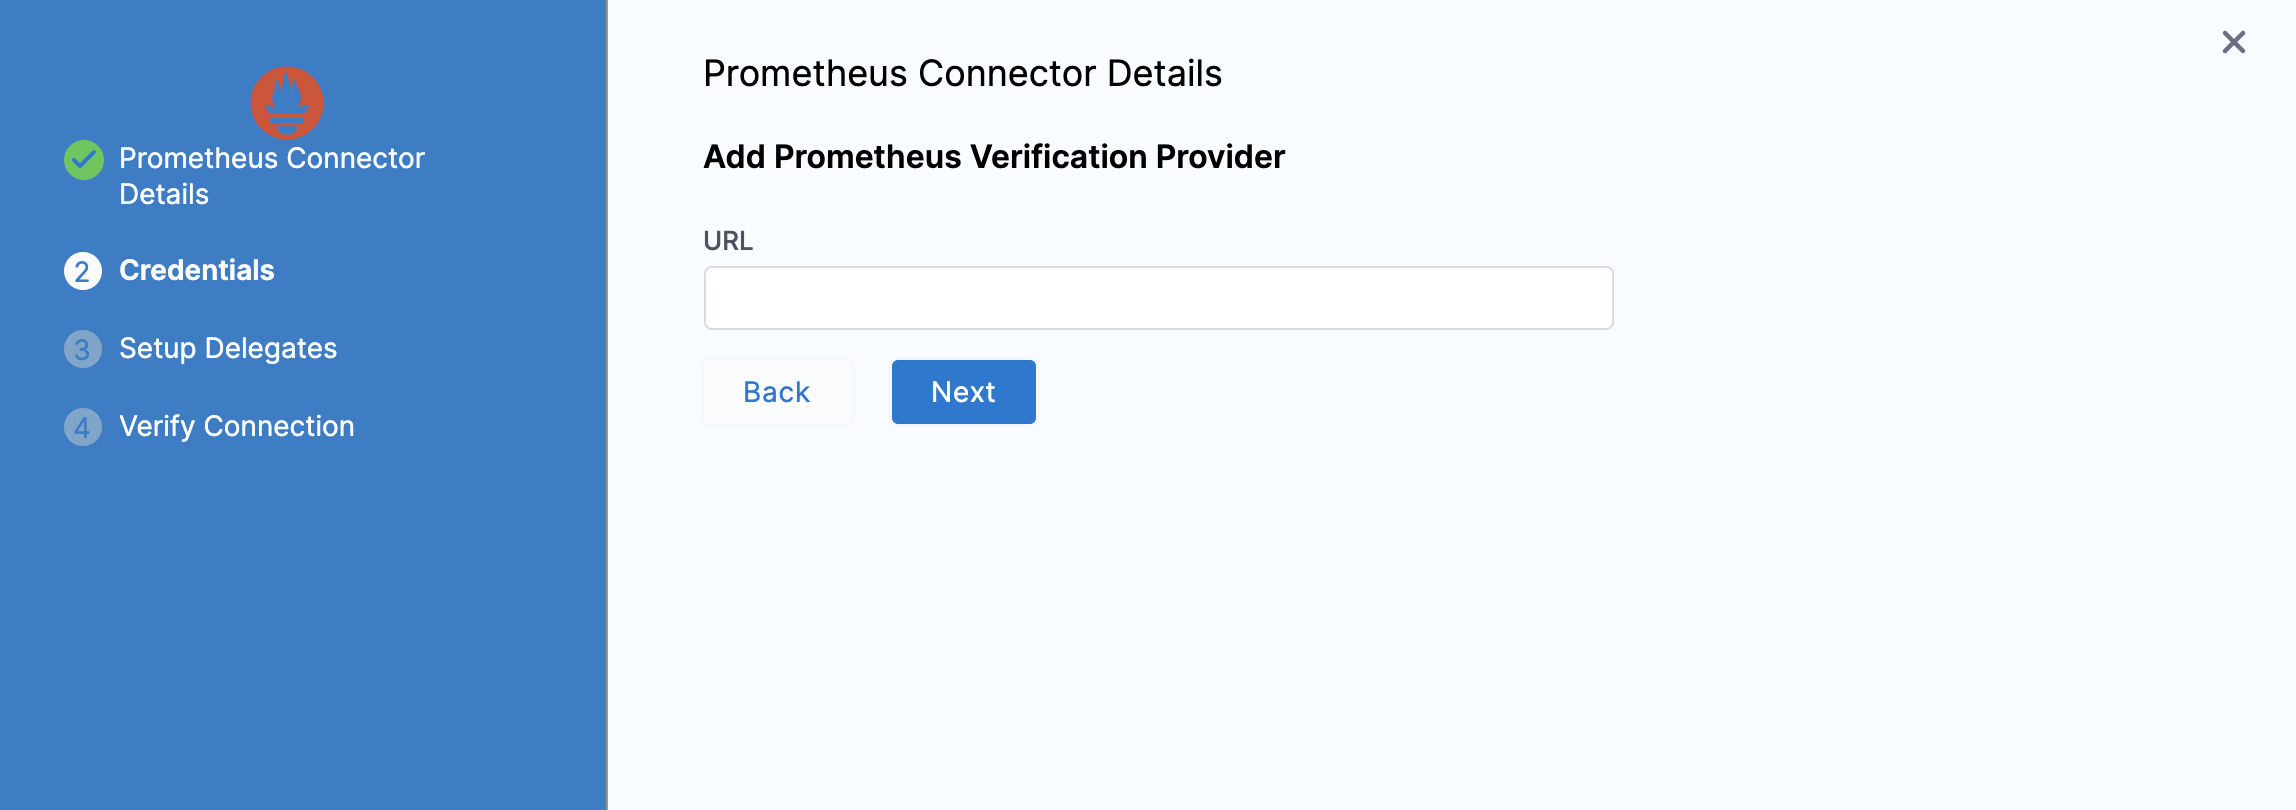 Prometheus Connector
Details
2 Credentials
3 Setup Delegates
4 Verify Connection
Prometheus Connector Details
Add Prometheus Verification Provider
URL
Back Next